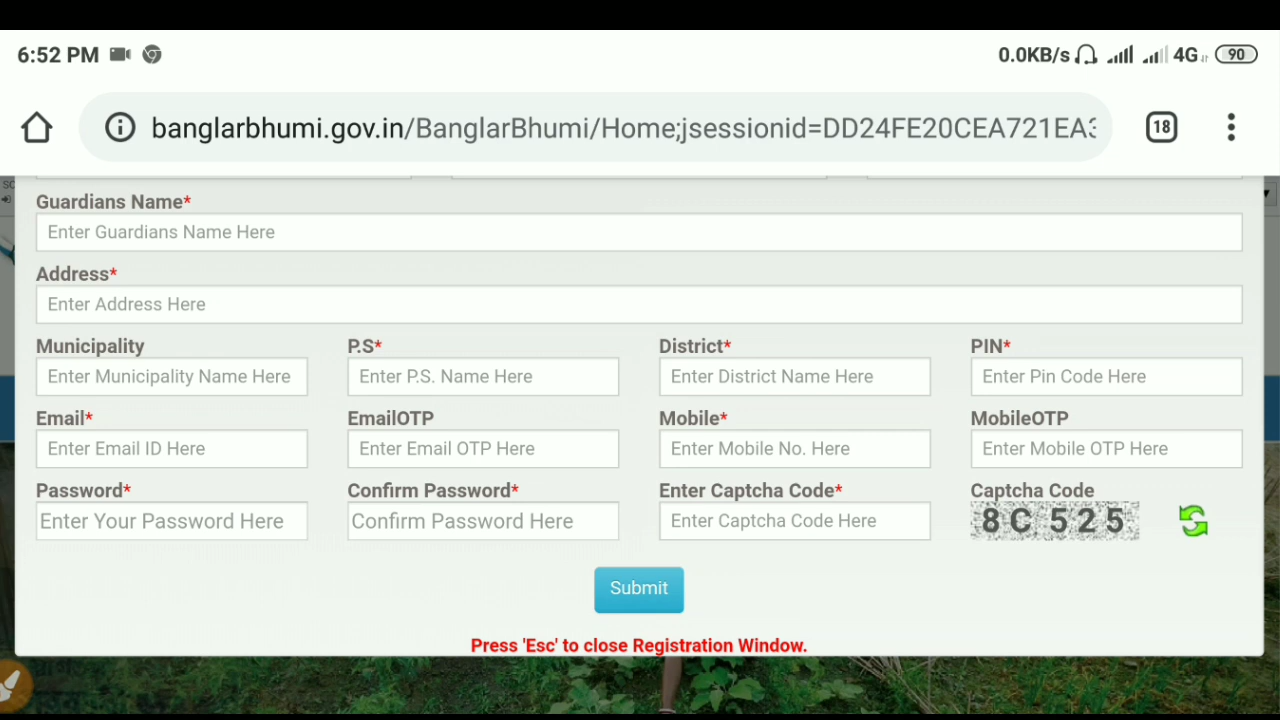 6:52 PM 0.0KB/s 4G 90
banglarbhumi.gov.in/BanglarBhumi/Home;jsessionid=DD24FE20CEA721EA3
18
Guardians Name*
Enter Guardians Name Here
Address*
Enter Address Here
Municipality P.S* District* PIN*
Enter Municipality Name Here Enter P.S. Name Here Enter District Name Here Enter Pin Code Here
Email* EmailOTP Mobile* MobileOTP
Enter Email ID Here Enter Email OTP Here Enter Mobile No. Here Enter Mobile OTP Here
Password* Confirm Password* Enter Captcha Code* Captcha Code
Enter Your Password Here Confirm Password Here Enter Captcha Code Here 8C525
Submit
Press 'Esc' to close Registration Window.